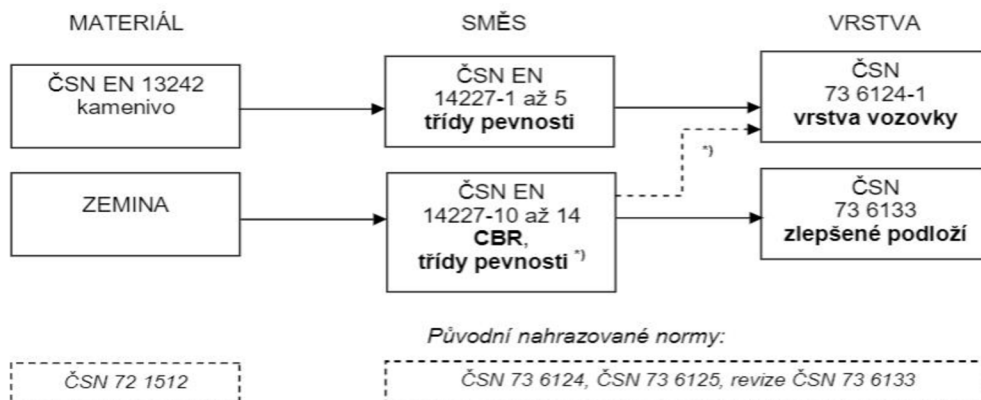 MATERIÁL
SMĚS
VRSTVA
ČSN EN 13242
kamenivo
ČSN EN
14227-1 až 5
třídy pevnosti
ČSN
73 6124-1
vrstva vozovky
*)
ZEMINA
ČSN EN
14227-10 až 14
CBR,
třídy pevnosti *)
ČSN
73 6133
zlepšené podloží
Původní nahrazované normy:
ČSN 72 1512
ČSN 73 6124, ČSN 73 6125, revize ČSN 73 6133